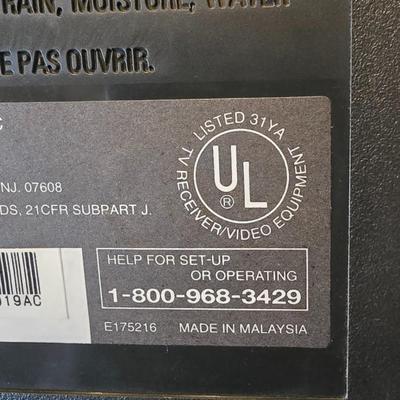 RAIN, MOISTURE, WATER
E PAS OUVRIR.
C
LISTED 31YA
UL
®
TV RECEIVER/VIDEO EQUIPMENT
NJ. 07608
DS, 21CFR SUBPART J.
019AC
HELP FOR SET-UP
OR OPERATING
1-800-968-3429
E175216 MADE IN MALAYSIA